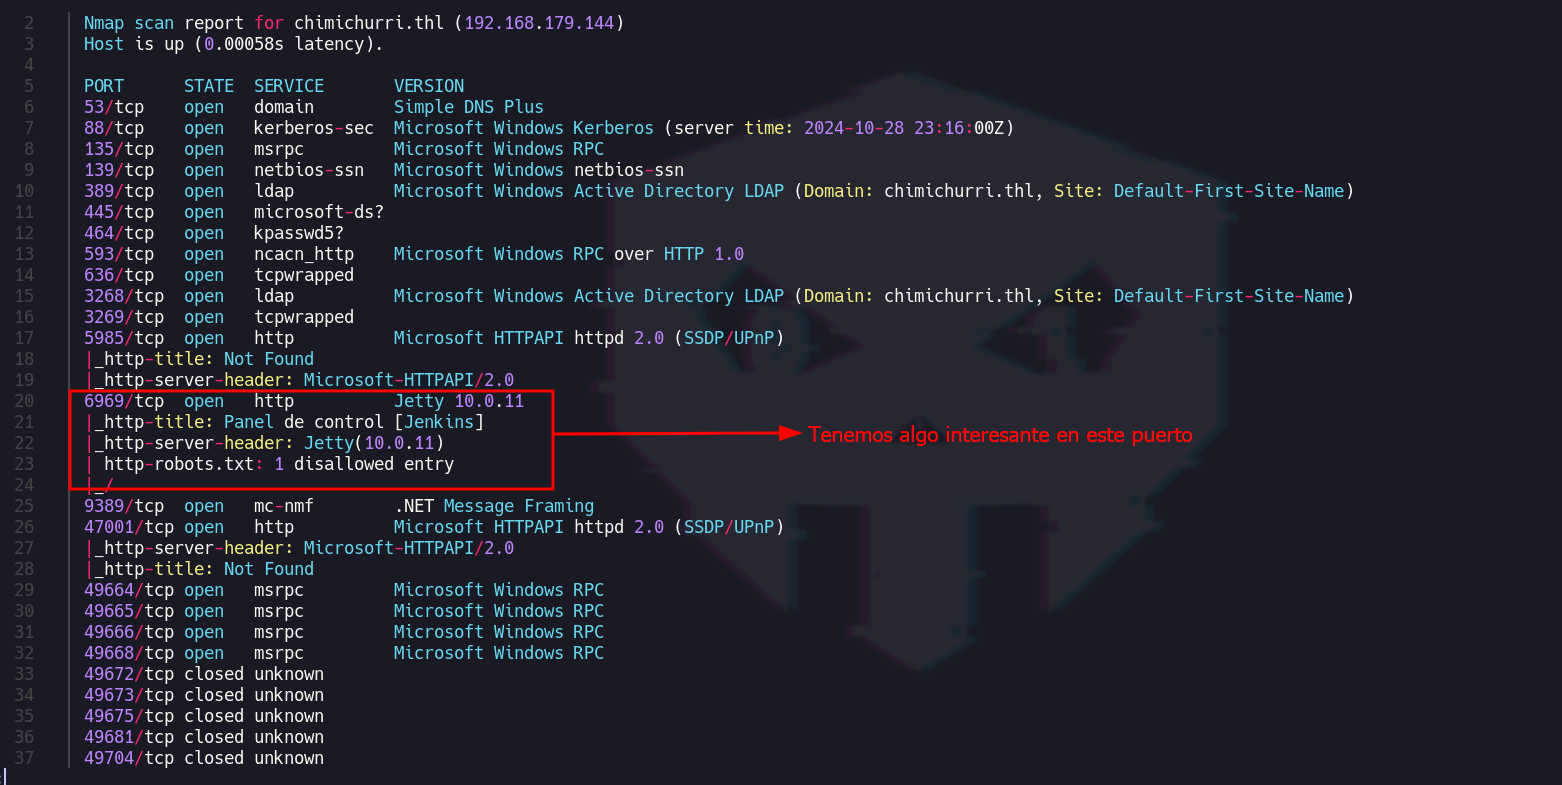 2 Nmap scan report for chimichurri.thl (192.168.179.144)
3 Host is up (0.00058s latency).
4
5 PORT STATE SERVICE VERSION
6 53/tcp open domain Simple DNS Plus
7 88/tcp open kerberos-sec Microsoft Windows Kerberos (server time: 2024-10-28 23:16:00Z)
8 135/tcp open msrpc Microsoft Windows RPC
9 139/tcp open netbios-ssn Microsoft Windows netbios-ssn
10 389/tcp open ldap Microsoft Windows Active Directory LDAP (Domain: chimichurri.thl, Site: Default-First-Site-Name)
11 445/tcp open microsoft-ds?
12 464/tcp open kpasswd5?
13 593/tcp open ncacn_http Microsoft Windows RPC over HTTP 1.0
14 636/tcp open tcpwrapped
15 3268/tcp open ldap Microsoft Windows Active Directory LDAP (Domain: chimichurri.thl, Site: Default-First-Site-Name)
16 3269/tcp open tcpwrapped
17 5985/tcp open http Microsoft HTTPAPI httpd 2.0 (SSDP/UPnP)
18 |_http-title: Not Found
19 |_http-server-header: Microsoft-HTTPAPI/2.0
20 6969/tcp open http Jetty 10.0.11
21 |_http-title: Panel de control [Jenkins]
22 |_http-server-header: Jetty(10.0.11)
Tenemos algo interesante en este puerto
23 | http-robots.txt: 1 disallowed entry
24 |_/
25 9389/tcp open mc-nmf .NET Message Framing
26 47001/tcp open http Microsoft HTTPAPI httpd 2.0 (SSDP/UPnP)
27 |_http-server-header: Microsoft-HTTPAPI/2.0
28 |_http-title: Not Found
29 49664/tcp open msrpc Microsoft Windows RPC
30 49665/tcp open msrpc Microsoft Windows RPC
31 49666/tcp open msrpc Microsoft Windows RPC
32 49668/tcp open msrpc Microsoft Windows RPC
33 49672/tcp closed unknown
34 49673/tcp closed unknown
35 49675/tcp closed unknown
36 49681/tcp closed unknown
37 49704/tcp closed unknown
: